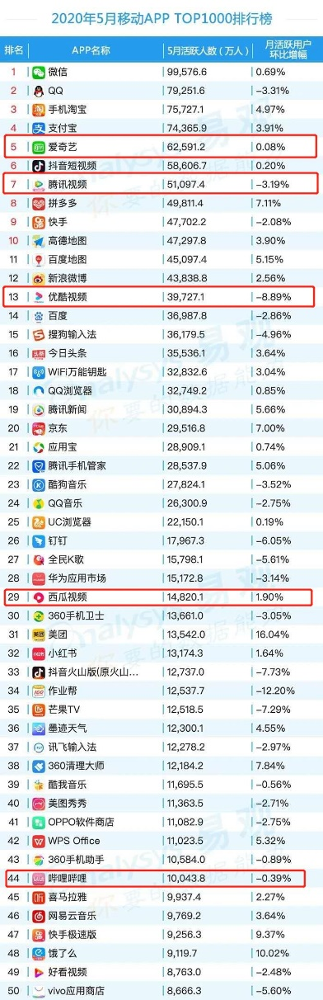 2020年5月移动APP TOP1000排行榜
排名 APP名称 5月活跃人数（万人） 月活跃用户环比增幅
1 微信 99,576.6 0.69%
2 QQ 79,251.6 -3.31%
3 手机淘宝 75,727.1 4.97%
4 支付宝 74,365.9 3.91%
5 爱奇艺 62,591.2 0.08%
6 抖音短视频 58,606.7 0.20%
7 腾讯视频 51,097.4 -3.19%
8 拼多多 49,811.4 7.11%
9 快手 47,702.2 -2.08%
10 高德地图 47,297.8 3.90%
11 百度地图 45,097.4 5.15%
12 新浪微博 43,838.8 2.56%
13 优酷视频 39,727.1 -8.89%
14 百度 36,987.8 -2.86%
15 搜狗输入法 36,179.5 -4.96%
16 今日头条 35,536.1 3.64%
17 WiFi万能钥匙 32,832.6 3.04%
18 QQ浏览器 32,749.2 0.85%
19 腾讯新闻 30,894.3 5.66%
20 京东 29,516.8 7.00%
21 应用宝 28,909.1 0.74%
22 腾讯手机管家 28,537.9 5.06%
23 酷狗音乐 27,824.1 -3.52%
24 QQ音乐 26,300.9 -2.75%
25 UC浏览器 22,150.1 0.19%
26 钉钉 17,967.3 -6.05%
27 全民K歌 15,798.1 -5.61%
28 华为应用市场 15,172.8 -3.14%
29 西瓜视频 14,820.1 1.90%
30 360手机卫士 13,661.0 -3.05%
31 美团 13,542.0 16.04%
32 小红书 13,174.3 1.64%
33 抖音火山版(原火山... 12,737.0 -7.73%
34 作业帮 12,537.7 -12.20%
35 芒果TV 12,518.5 -7.29%
36 墨迹天气 12,300.1 4.55%
37 讯飞输入法 12,278.2 -2.97%
38 360清理大师 12,184.2 7.84%
39 酷我音乐 11,695.5 -0.56%
40 美图秀秀 11,363.5 -2.71%
41 OPPO软件商店 11,082.9 -2.75%
42 WPS Office 11,023.5 5.32%
43 360手机助手 10,584.0 -0.89%
44 哔哩哔哩 10,043.8 -0.39%
45 喜马拉雅 9,937.4 2.27%
46 网易云音乐 9,769.2 3.64%
47 快手极速版 9,256.3 9.37%
48 饿了么 9,119.7 10.02%
49 好看视频 8,763.0 -2.48%
50 vivo应用商店 8,666.3 -5.60%